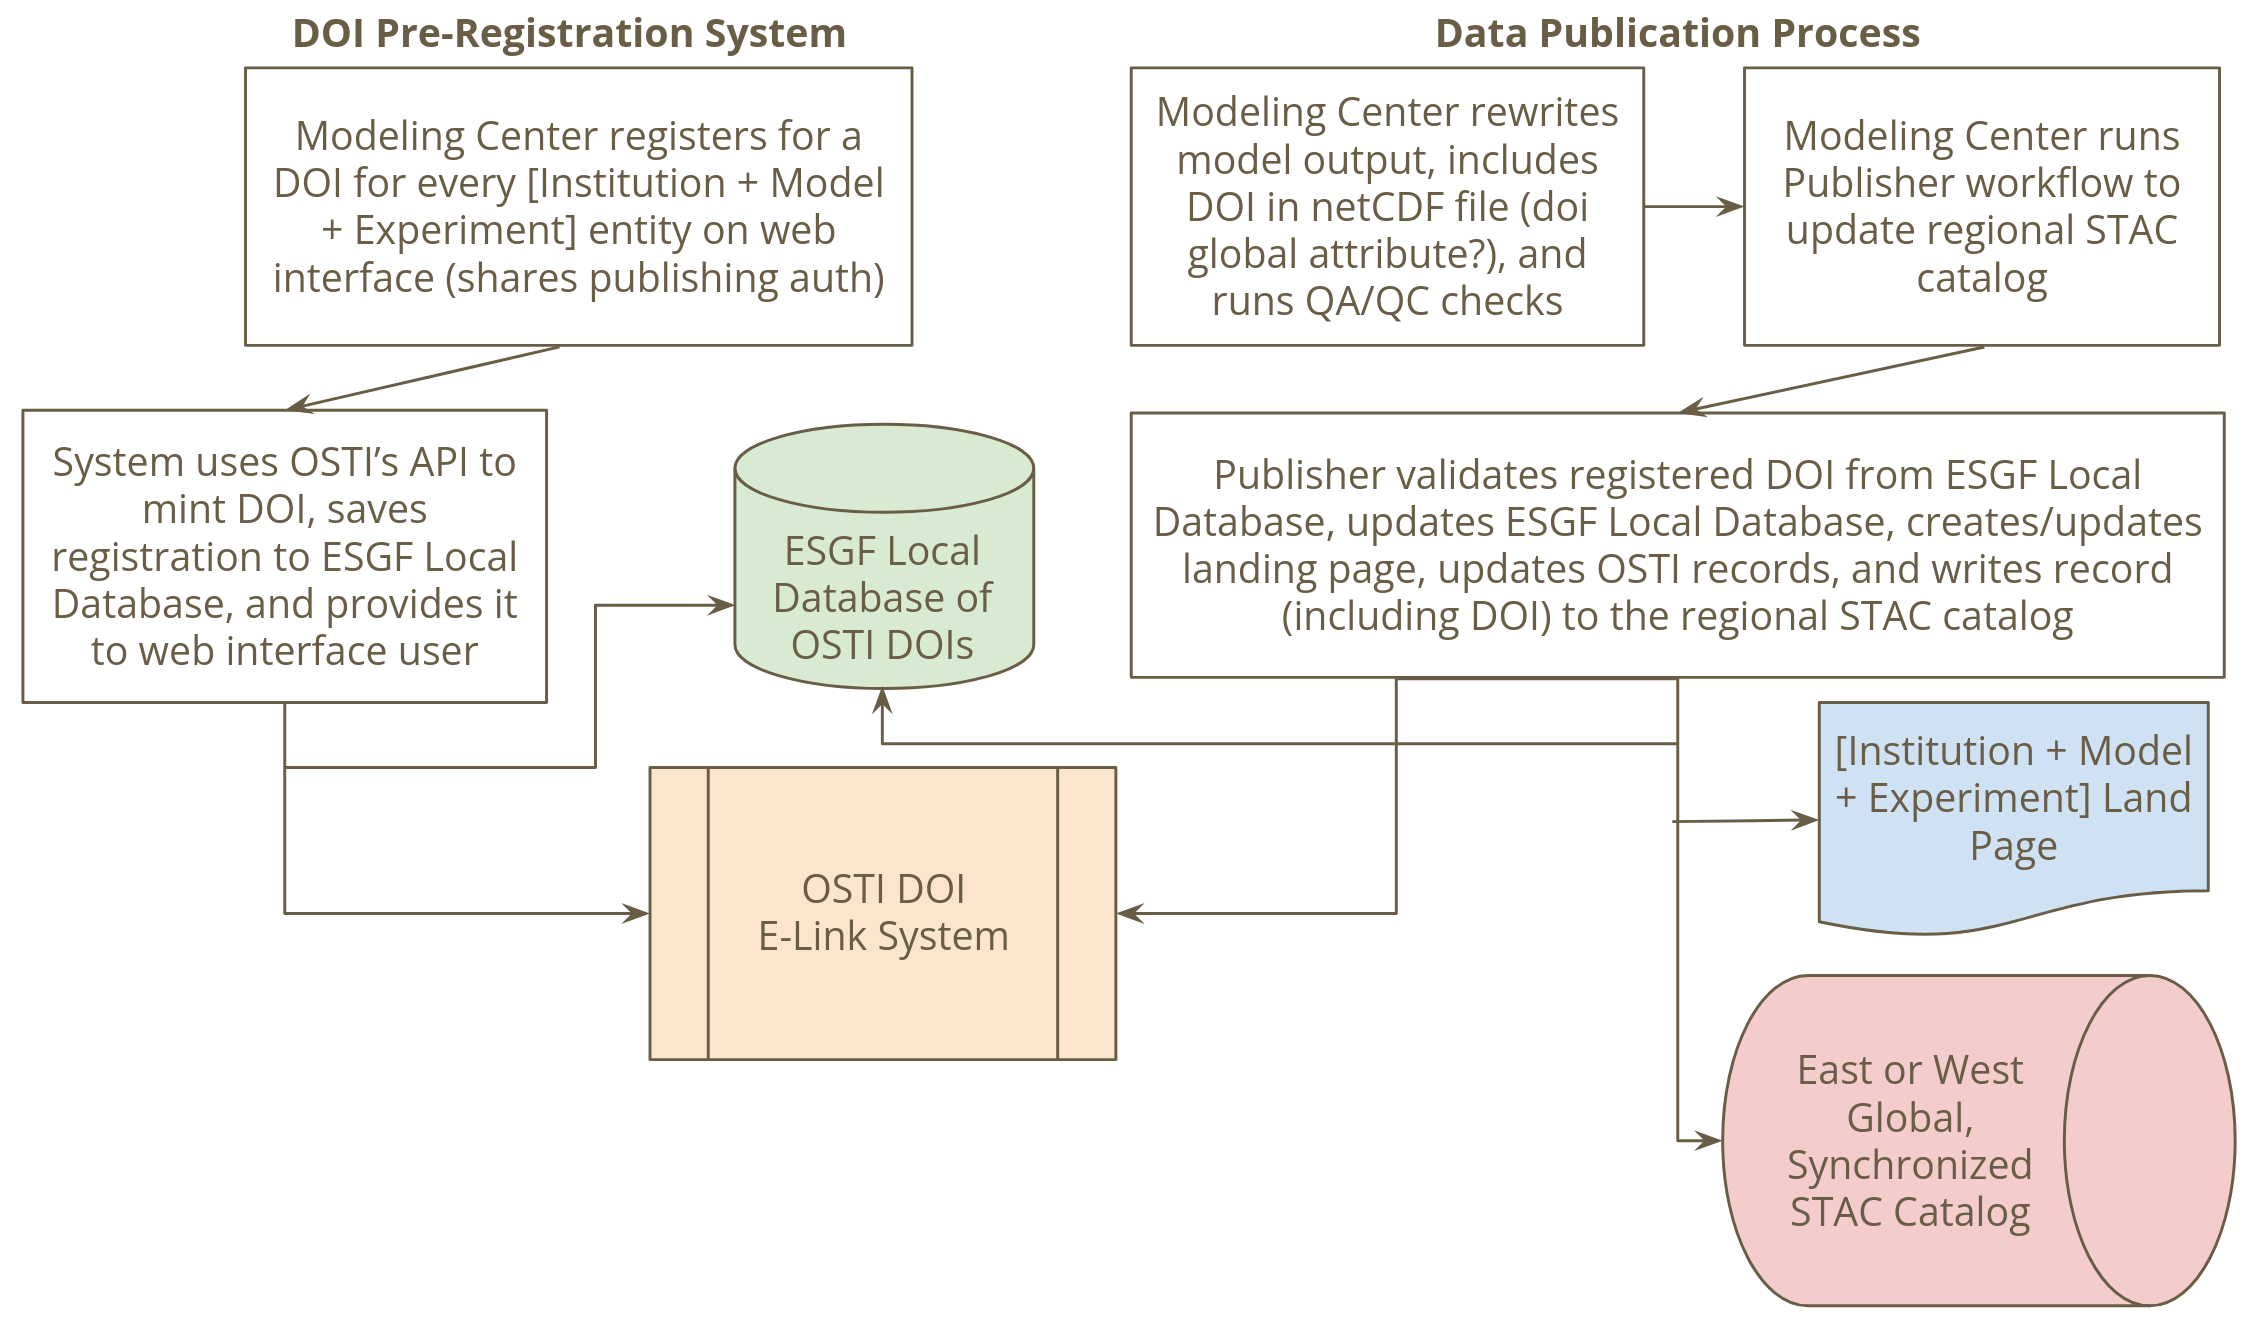 DOI Pre-Registration System
Modeling Center registers for a
DOI for every [Institution + Model
+ Experiment] entity on web
interface (shares publishing auth)
System uses OSTI’s API to
mint DOI, saves
registration to ESGF Local
Database, and provides it
to web interface user
ESGF Local
Database of
OSTI DOIs
OSTI DOI
E-Link System
Data Publication Process
Modeling Center rewrites
model output, includes
DOI in netCDF file (doi
global attribute?), and
runs QA/QC checks
Modeling Center runs
Publisher workflow to
update regional STAC
catalog
Publisher validates registered DOI from ESGF Local
Database, updates ESGF Local Database, creates/updates
landing page, updates OSTI records, and writes record
(including DOI) to the regional STAC catalog
[Institution + Model
+ Experiment] Land
Page
East or West
Global,
Synchronized
STAC Catalog